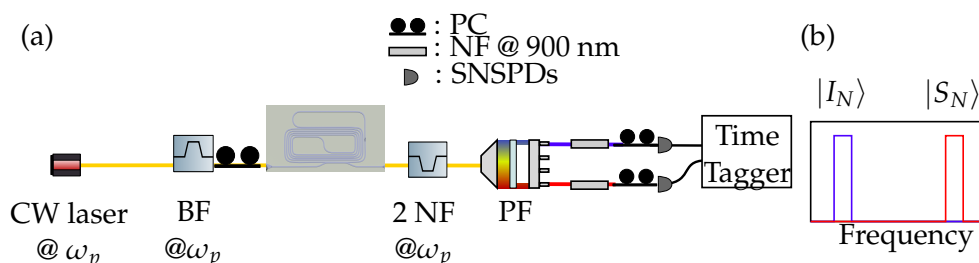 (a)
: PC
: NF @ 900 nm
: SNSPDs
CW laser
@ ω_p
BF
@ω_p
2 NF
@ω_p
PF
Time
Tagger
(b)
|I_N⟩
|S_N⟩
Frequency